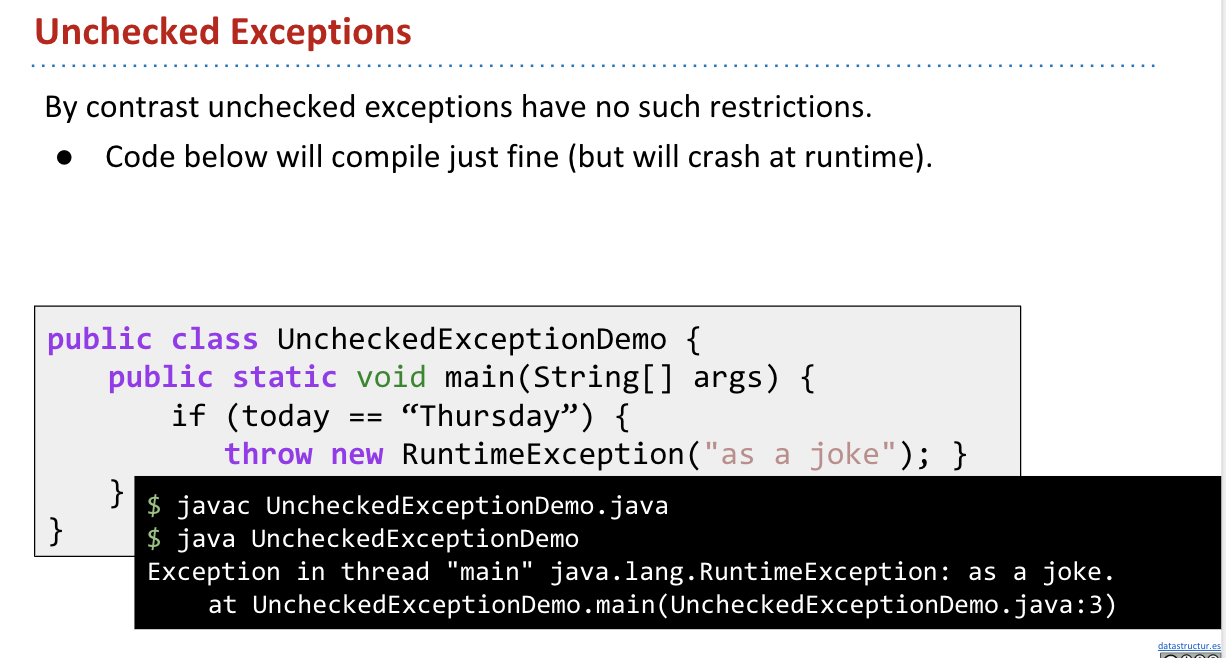 Unchecked Exceptions
By contrast unchecked exceptions have no such restrictions.
● Code below will compile just fine (but will crash at runtime).
public class UncheckedExceptionDemo {
public static void main(String[] args) {
if (today == “Thursday”) {
throw new RuntimeException("as a joke"); }
}
}
$ javac UncheckedExceptionDemo.java
$ java UncheckedExceptionDemo
Exception in thread "main" java.lang.RuntimeException: as a joke.
at UncheckedExceptionDemo.main(UncheckedExceptionDemo.java:3)
datastructur.es